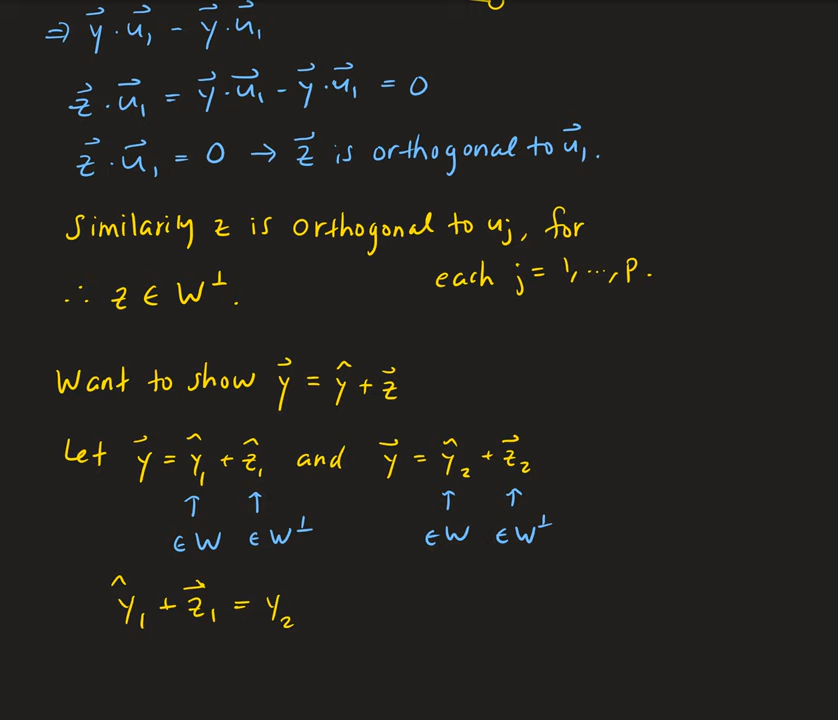 ⇒ y⃗ · u⃗₁ − y⃗ · u⃗₁
z⃗ · u⃗₁ = y⃗ · u⃗₁ − y⃗ · u⃗₁ = 0
z⃗ · u⃗₁ = 0 → z⃗ is orthogonal to u⃗₁.
Similarity z is orthogonal to uⱼ, for
each j = 1, ..., p.
∴ z ∈ W⊥.
Want to show y⃗ = ŷ + z⃗
Let y⃗ = ŷ₁ + ẑ₁ and y⃗ = ŷ₂ + z⃗₂
↑ ↑ ↑ ↑
∈ W ∈ W⊥ ∈ W ∈ W⊥
ŷ₁ + z⃗₁ = y₂